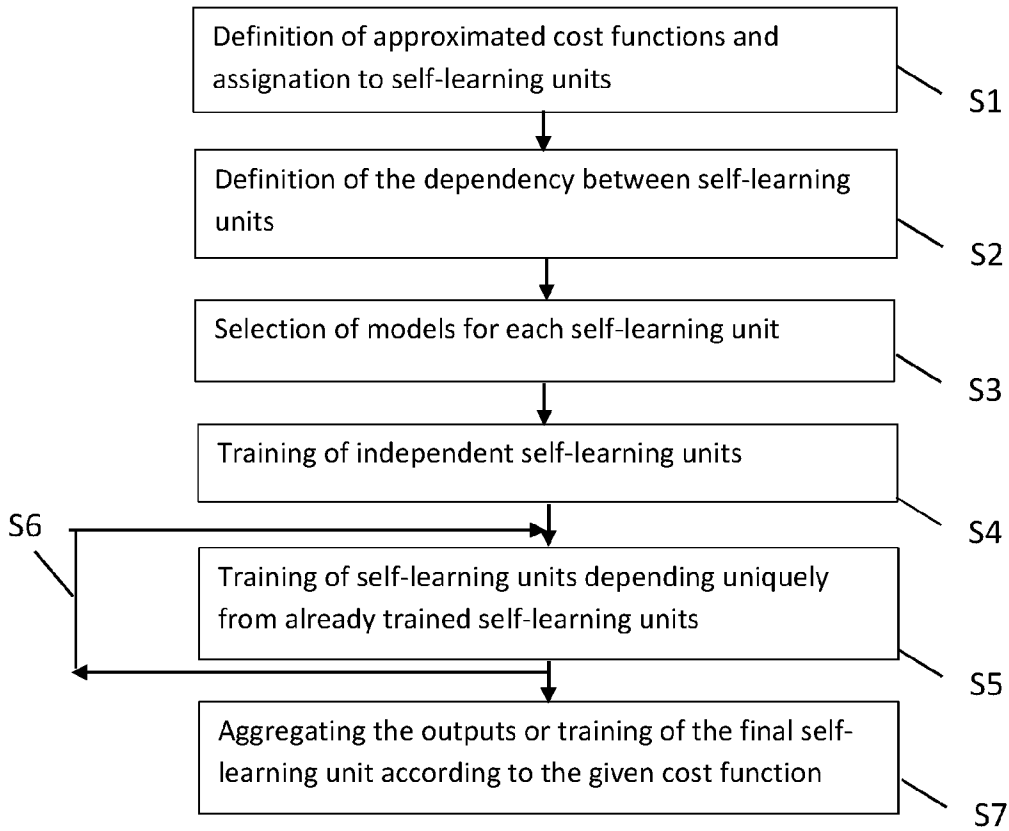 Definition of approximated cost functions and
assignation to self-learning units
S1
Definition of the dependency between self-learning
units
S2
Selection of models for each self-learning unit
S3
Training of independent self-learning units
S4
S6
Training of self-learning units depending uniquely
from already trained self-learning units
S5
Aggregating the outputs or training of the final self-
learning unit according to the given cost function
S7